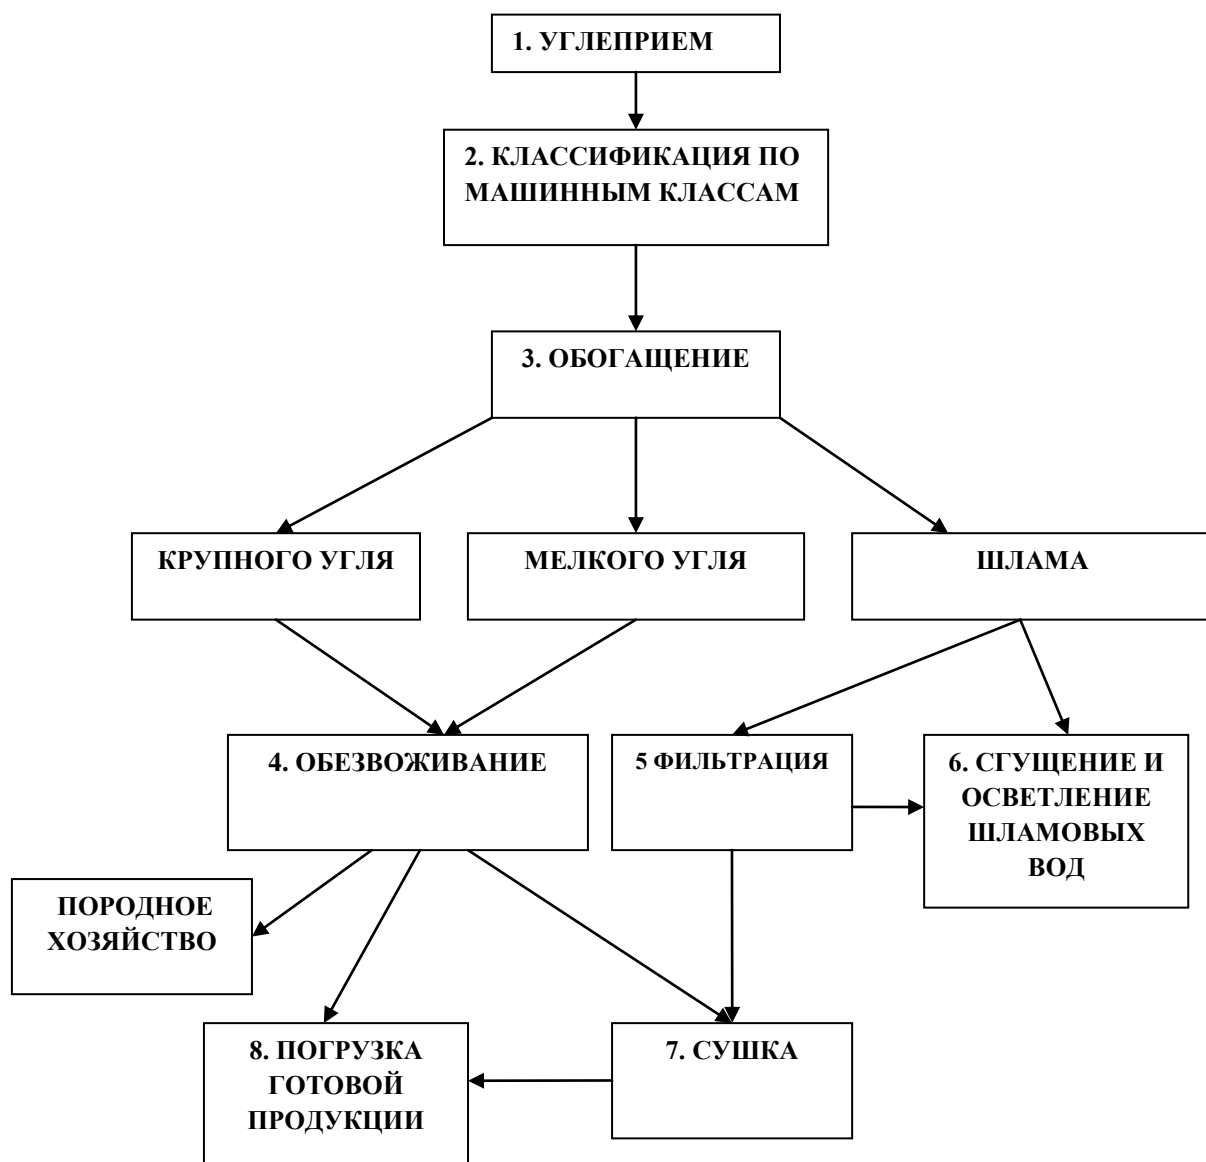 1. УГЛЕПРИЕМ
2. КЛАССИФИКАЦИЯ ПО
МАШИННЫМ КЛАССАМ
3. ОБОГАЩЕНИЕ
КРУПНОГО УГЛЯ
МЕЛКОГО УГЛЯ
ШЛАМА
4. ОБЕЗВОЖИВАНИЕ
5 ФИЛЬТРАЦИЯ
6. СГУЩЕНИЕ И
ОСВЕТЛЕНИЕ
ШЛАМОВЫХ
ВОД
ПОРОДНОЕ
ХОЗЯЙСТВО
8. ПОГРУЗКА
ГОТОВОЙ
ПРОДУКЦИИ
7. СУШКА